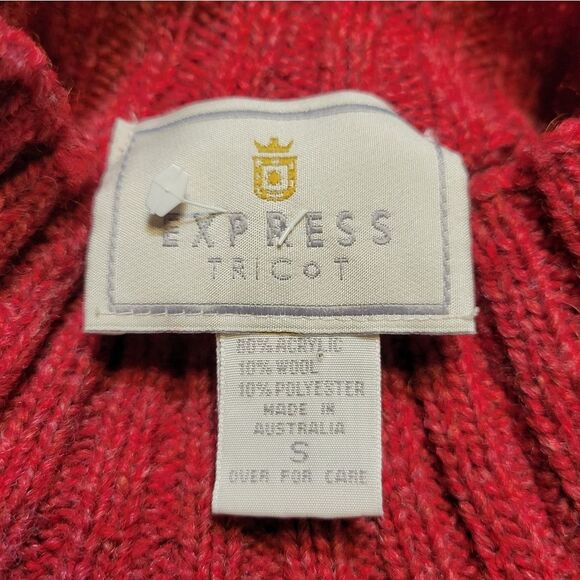 EXPRESS
TRICOT
80% ACRYLIC
10% WOOL
10% POLYESTER
MADE IN
AUSTRALIA
S
OVER FOR CARE